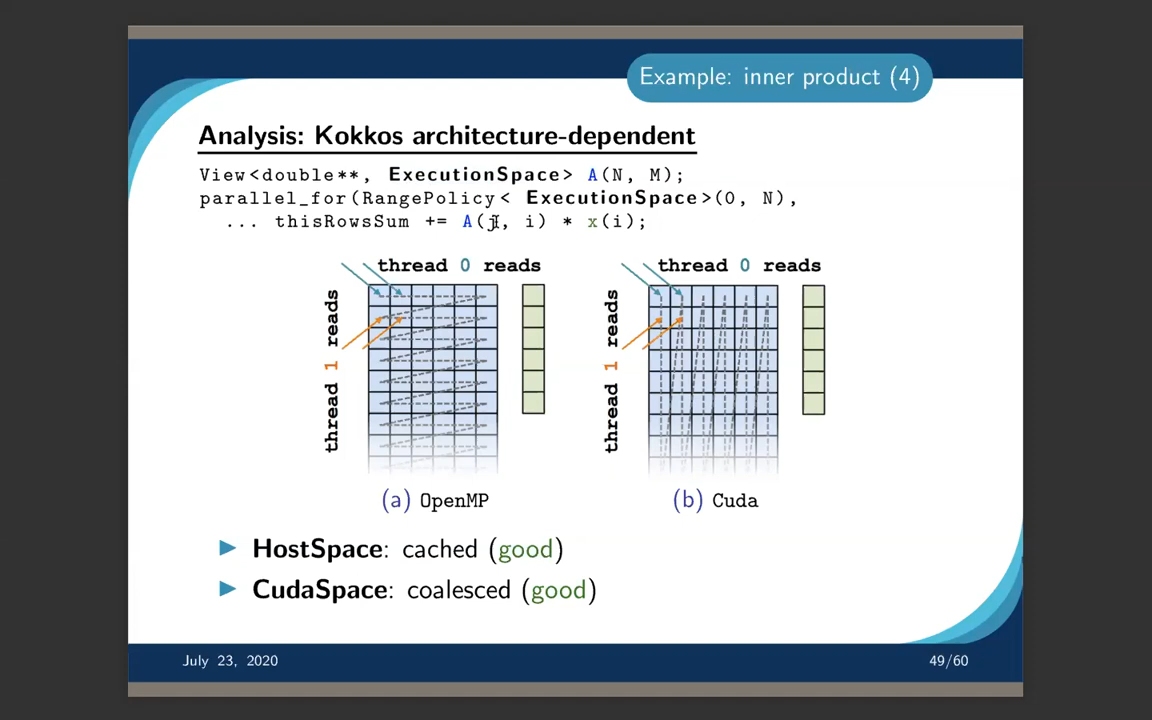 Example: inner product (4)
Analysis: Kokkos architecture-dependent
View<double**, ExecutionSpace> A(N, M);
parallel_for(RangePolicy< ExecutionSpace>(0, N),
... thisRowsSum += A(j, i) * x(i);
thread 0 reads
thread 1 reads
(a) OpenMP
thread 0 reads
thread 1 reads
(b) Cuda
▶ HostSpace: cached (good)
▶ CudaSpace: coalesced (good)
July 23, 2020
49/60